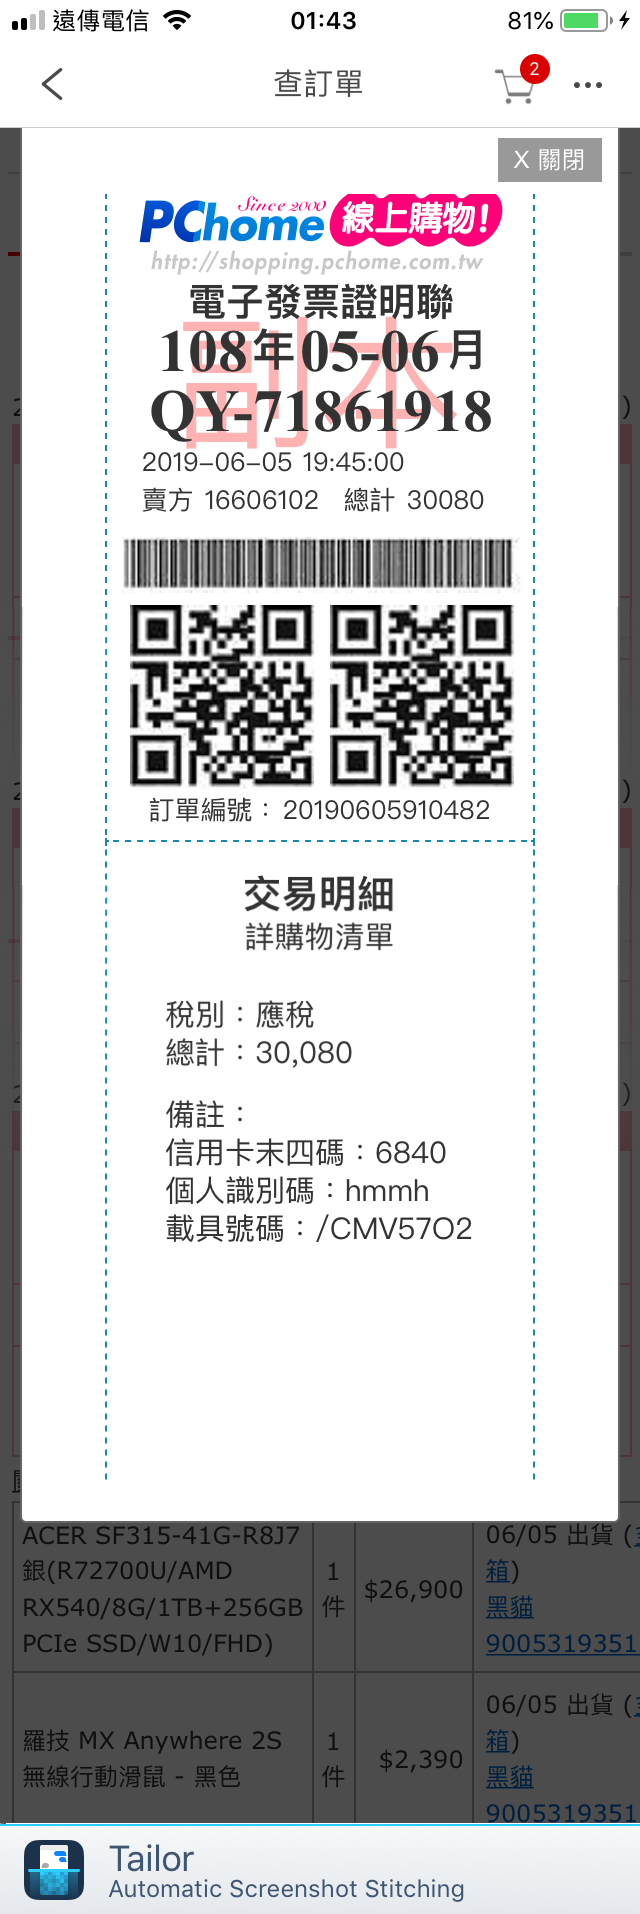 遠傳電信 01:43 81%
查訂單 2
X 關閉
Since 2000
PChome 線上購物!
http://shopping.pchome.com.tw
電子發票證明聯
副本
108年05-06月
QY-71861918
2019-06-05 19:45:00
賣方 16606102 總計 30080
訂單編號： 20190605910482
交易明細
詳購物清單
稅別：應稅
總計：30,080
備註：
信用卡末四碼：6840
個人識別碼：hmmh
載具號碼：/CMV57O2
ACER SF315-41G-R8J7
銀(R72700U/AMD
RX540/8G/1TB+256GB
PCIe SSD/W10/FHD)
1
件
$26,900
06/05 出貨 (
箱)
黑貓
9005319351
羅技 MX Anywhere 2S
無線行動滑鼠 - 黑色
1
件
$2,390
06/05 出貨 (
箱)
黑貓
9005319351
Tailor
Automatic Screenshot Stitching